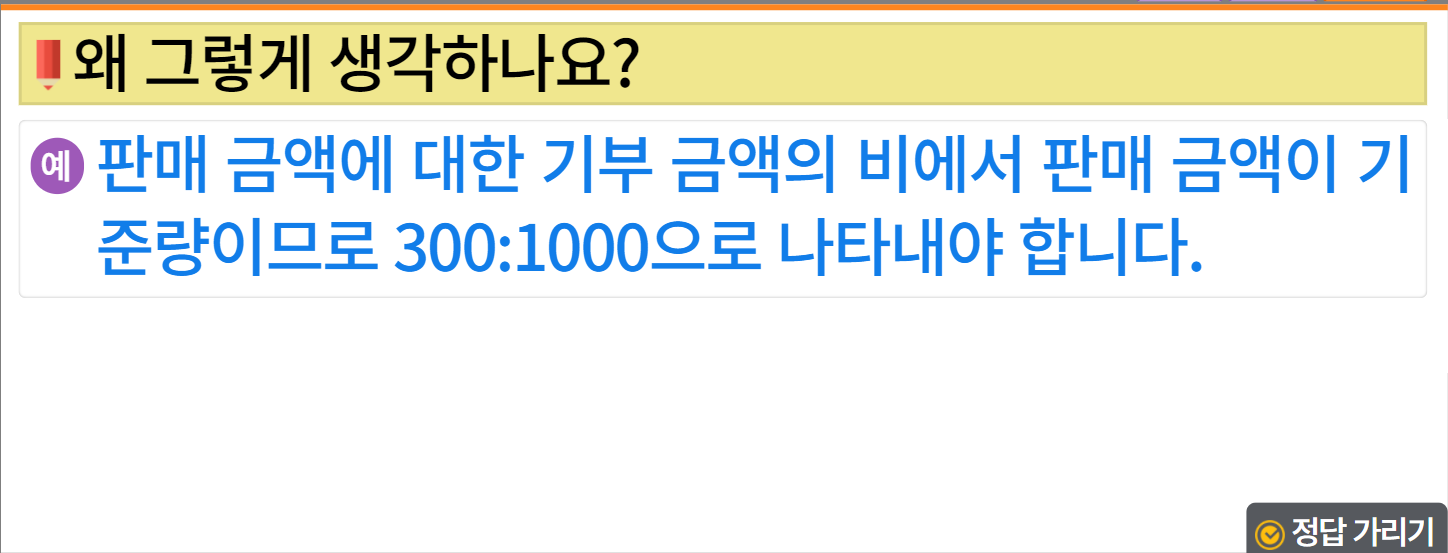 왜 그렇게 생각하나요?
예 판매 금액에 대한 기부 금액의 비에서 판매 금액이 기
준량이므로 300:1000으로 나타내야 합니다.
정답 가리기